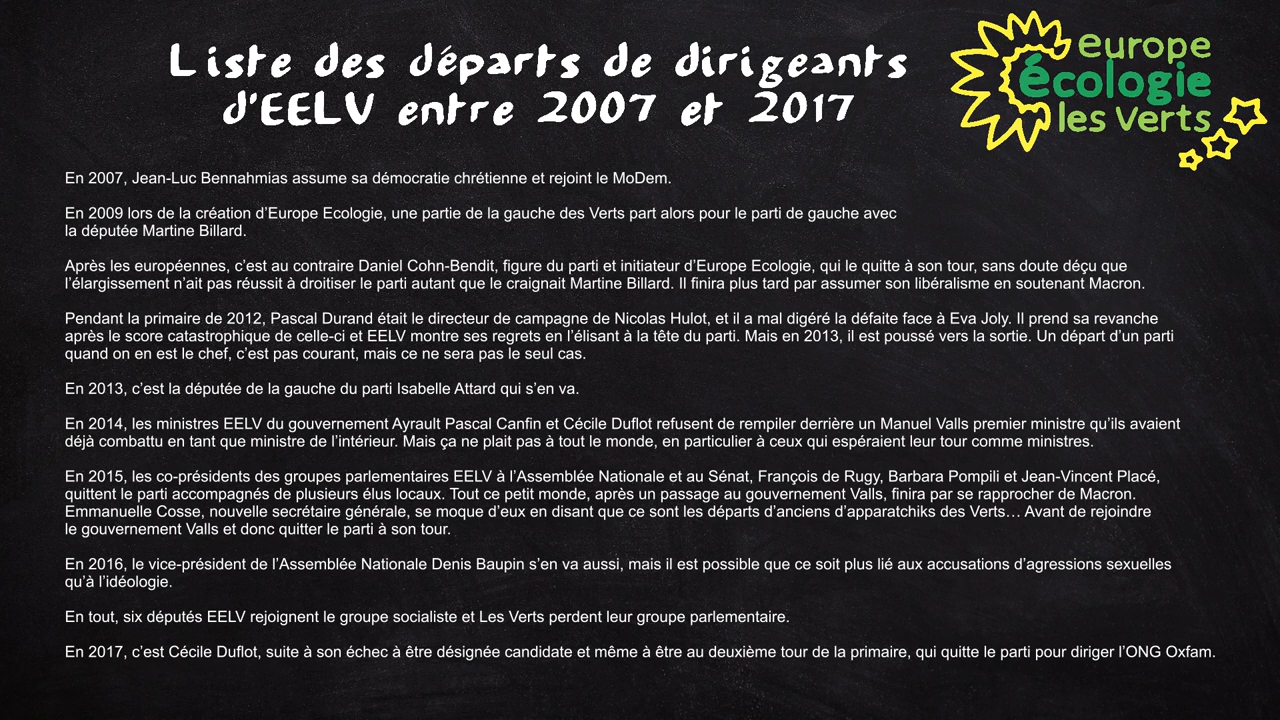 Liste des départs de dirigeants
d'EELV entre 2007 et 2017
europe
écologie
les verts
En 2007, Jean-Luc Bennahmias assume sa démocratie chrétienne et rejoint le MoDem.
En 2009 lors de la création d’Europe Ecologie, une partie de la gauche des Verts part alors pour le parti de gauche avec
la députée Martine Billard.
Après les européennes, c’est au contraire Daniel Cohn-Bendit, figure du parti et initiateur d’Europe Ecologie, qui le quitte à son tour, sans doute déçu que
l’élargissement n’ait pas réussit à droitiser le parti autant que le craignait Martine Billard. Il finira plus tard par assumer son libéralisme en soutenant Macron.
Pendant la primaire de 2012, Pascal Durand était le directeur de campagne de Nicolas Hulot, et il a mal digéré la défaite face à Eva Joly. Il prend sa revanche
après le score catastrophique de celle-ci et EELV montre ses regrets en l’élisant à la tête du parti. Mais en 2013, il est poussé vers la sortie. Un départ d’un parti
quand on en est le chef, c’est pas courant, mais ce ne sera pas le seul cas.
En 2013, c’est la députée de la gauche du parti Isabelle Attard qui s’en va.
En 2014, les ministres EELV du gouvernement Ayrault Pascal Canfin et Cécile Duflot refusent de rempiler derrière un Manuel Valls premier ministre qu’ils avaient
déjà combattu en tant que ministre de l’intérieur. Mais ça ne plait pas à tout le monde, en particulier à ceux qui espéraient leur tour comme ministres.
En 2015, les co-présidents des groupes parlementaires EELV à l’Assemblée Nationale et au Sénat, François de Rugy, Barbara Pompili et Jean-Vincent Placé,
quittent le parti accompagnés de plusieurs élus locaux. Tout ce petit monde, après un passage au gouvernement Valls, finira par se rapprocher de Macron.
Emmanuelle Cosse, nouvelle secrétaire générale, se moque d’eux en disant que ce sont les départs d’anciens d’apparatchiks des Verts… Avant de rejoindre
le gouvernement Valls et donc quitter le parti à son tour.
En 2016, le vice-président de l’Assemblée Nationale Denis Baupin s’en va aussi, mais il est possible que ce soit plus lié aux accusations d’agressions sexuelles
qu’à l’idéologie.
En tout, six députés EELV rejoignent le groupe socialiste et Les Verts perdent leur groupe parlementaire.
En 2017, c’est Cécile Duflot, suite à son échec à être désignée candidate et même à être au deuxième tour de la primaire, qui quitte le parti pour diriger l’ONG Oxfam.